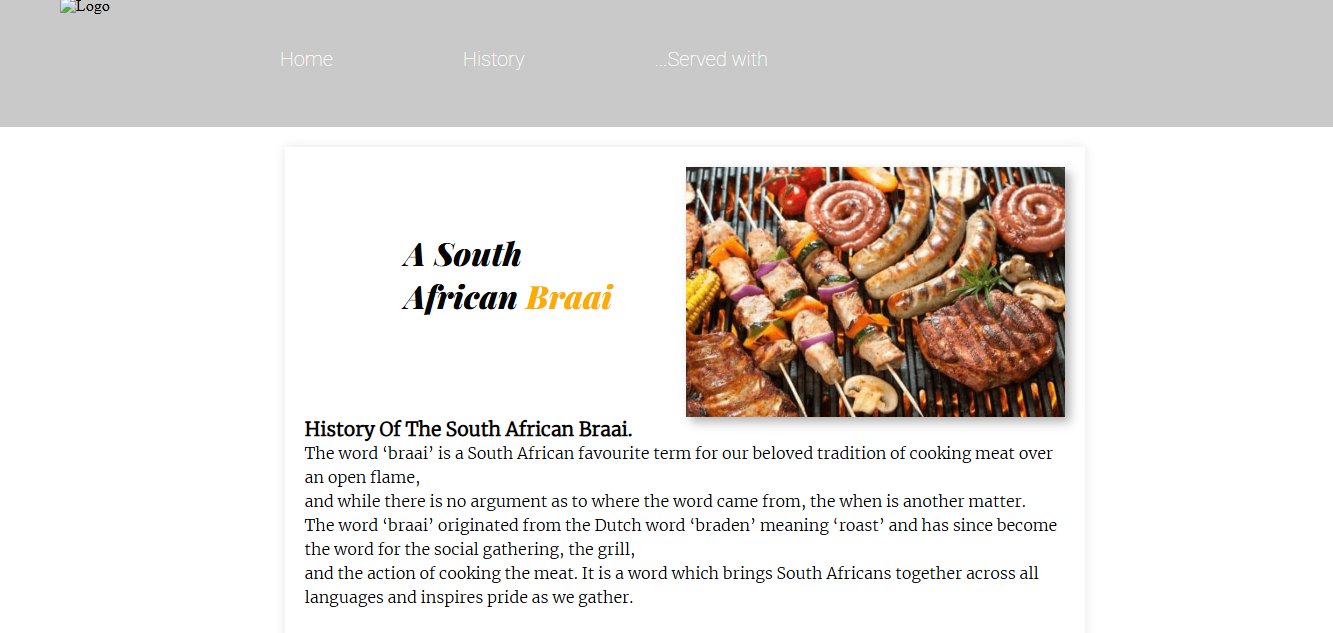 Logo
Home
History
...Served with
A South
African Braai
History Of The South African Braai.
The word ‘braai’ is a South African favourite term for our beloved tradition of cooking meat over
an open flame,
and while there is no argument as to where the word came from, the when is another matter.
The word ‘braai’ originated from the Dutch word ‘braden’ meaning ‘roast’ and has since become
the word for the social gathering, the grill,
and the action of cooking the meat. It is a word which brings South Africans together across all
languages and inspires pride as we gather.